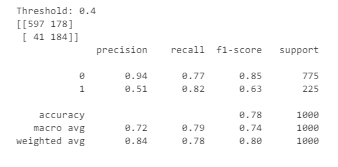 Threshold: 0.4
[[597 178]
 [ 41 184]]
              precision    recall  f1-score   support

           0       0.94      0.77      0.85       775
           1       0.51      0.82      0.63       225

    accuracy                           0.78      1000
   macro avg       0.72      0.79      0.74      1000
weighted avg       0.84      0.78      0.80      1000